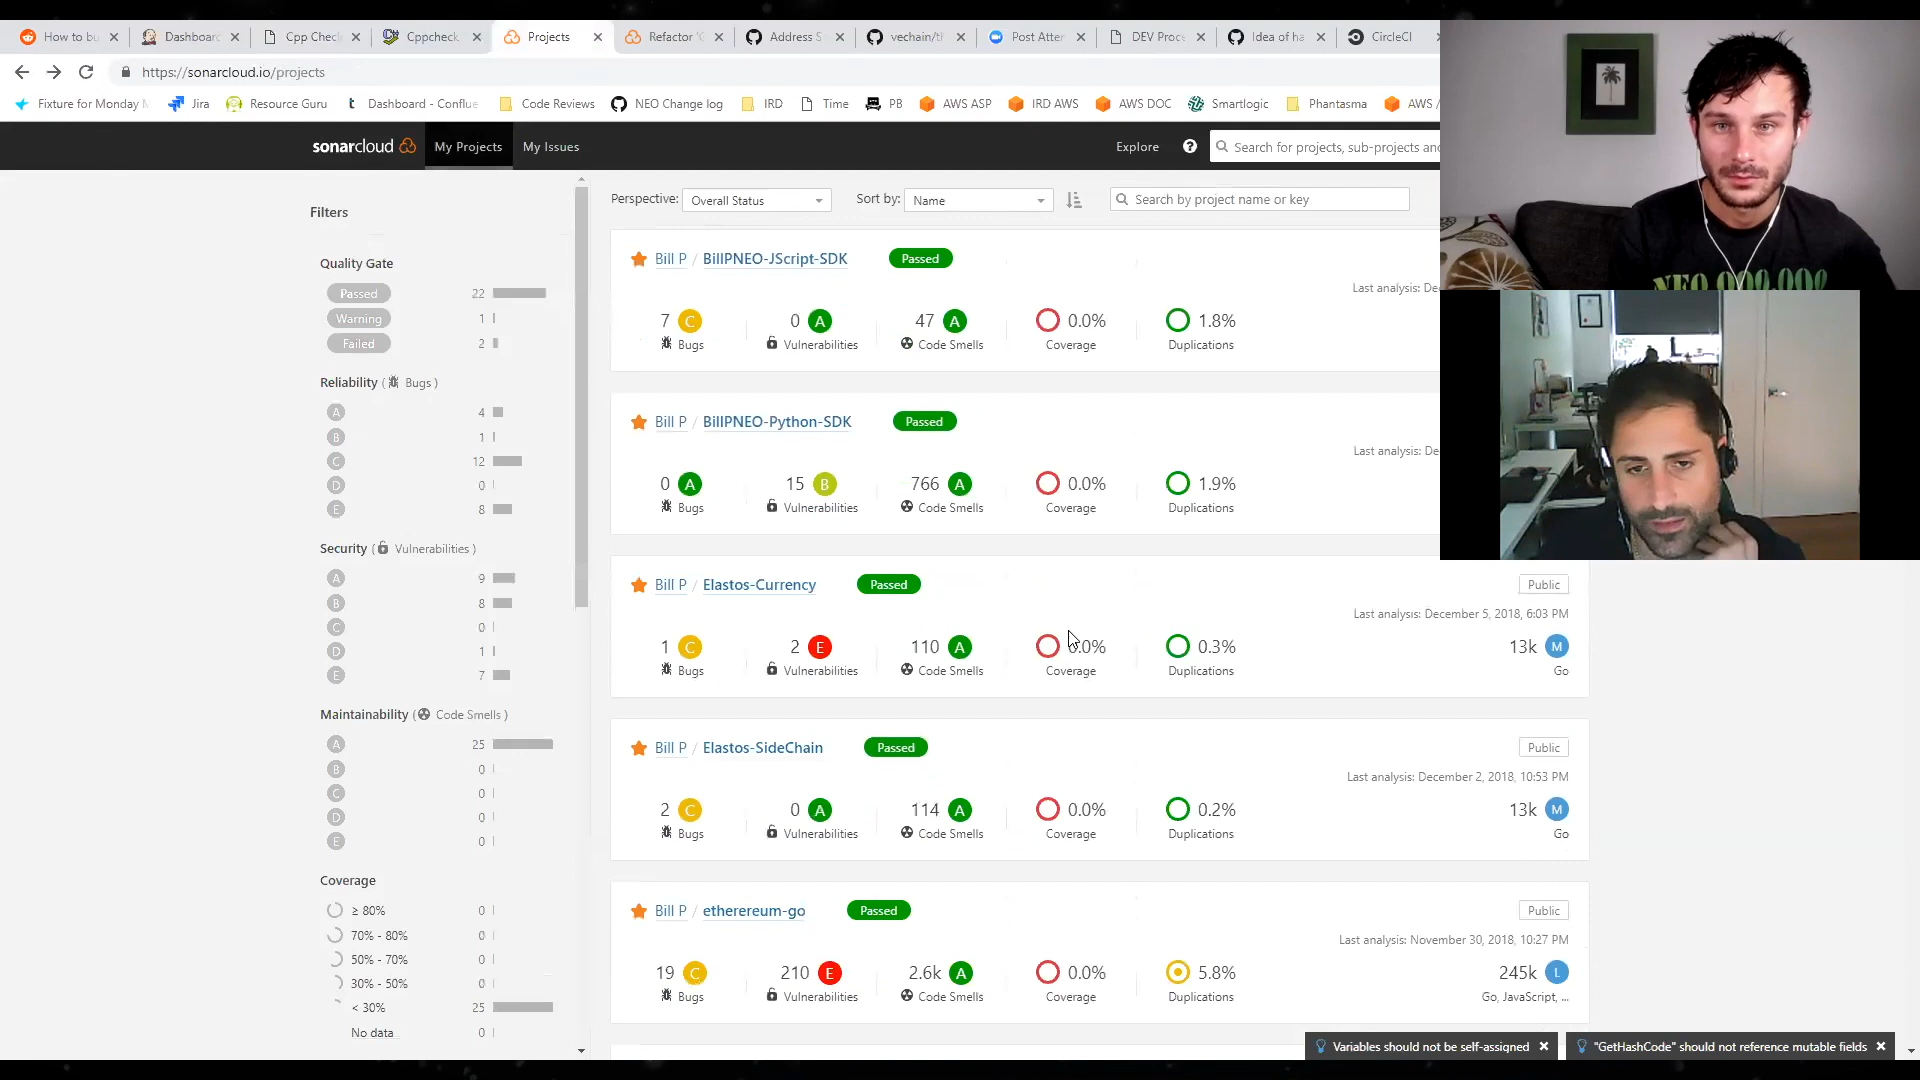 How to bu
Dashboard
Cpp Chec
Cppcheck
Projects
Refactor '
Address S
vechain/t
Post Atter
DEV Proc
Idea of ha
CircleCI
https://sonarcloud.io/projects
Fixture for Monday
Jira
Resource Guru
Dashboard - Conflue
Code Reviews
NEO Change log
IRD
Time
PB
AWS ASP
IRD AWS
AWS DOC
Smartlogic
Phantasma
AWS /
sonarcloud
My Projects
My Issues
Explore
Search for projects, sub-projects and
Filters
Quality Gate
Passed 22
Warning 1
Failed 2
Reliability ( Bugs )
A 4
B 1
C 12
D 0
E 8
Security ( Vulnerabilities )
A 9
B 8
C 0
D 1
E 7
Maintainability ( Code Smells )
A 25
B 0
C 0
D 0
E 0
Coverage
≥ 80% 0
70% - 80% 0
50% - 70% 0
30% - 50% 0
< 30% 25
No data 0
Perspective: Overall Status
Sort by: Name
Search by project name or key
Bill P / BillPNEO-JScript-SDK Passed
Last analysis: De
7 C 0 A 47 A 0.0% 1.8%
Bugs Vulnerabilities Code Smells Coverage Duplications
Bill P / BillPNEO-Python-SDK Passed
Last analysis: De
0 A 15 B 766 A 0.0% 1.9%
Bugs Vulnerabilities Code Smells Coverage Duplications
Bill P / Elastos-Currency Passed Public
Last analysis: December 5, 2018, 6:03 PM
1 C 2 E 110 A 0.0% 0.3% 13k M
Bugs Vulnerabilities Code Smells Coverage Duplications Go
Bill P / Elastos-SideChain Passed Public
Last analysis: December 2, 2018, 10:53 PM
2 C 0 A 114 A 0.0% 0.2% 13k M
Bugs Vulnerabilities Code Smells Coverage Duplications Go
Bill P / etherereum-go Passed Public
Last analysis: November 30, 2018, 10:27 PM
19 C 210 E 2.6k A 0.0% 5.8% 245k L
Bugs Vulnerabilities Code Smells Coverage Duplications Go, JavaScript, ...
Variables should not be self-assigned
"GetHashCode" should not reference mutable fields
NEO